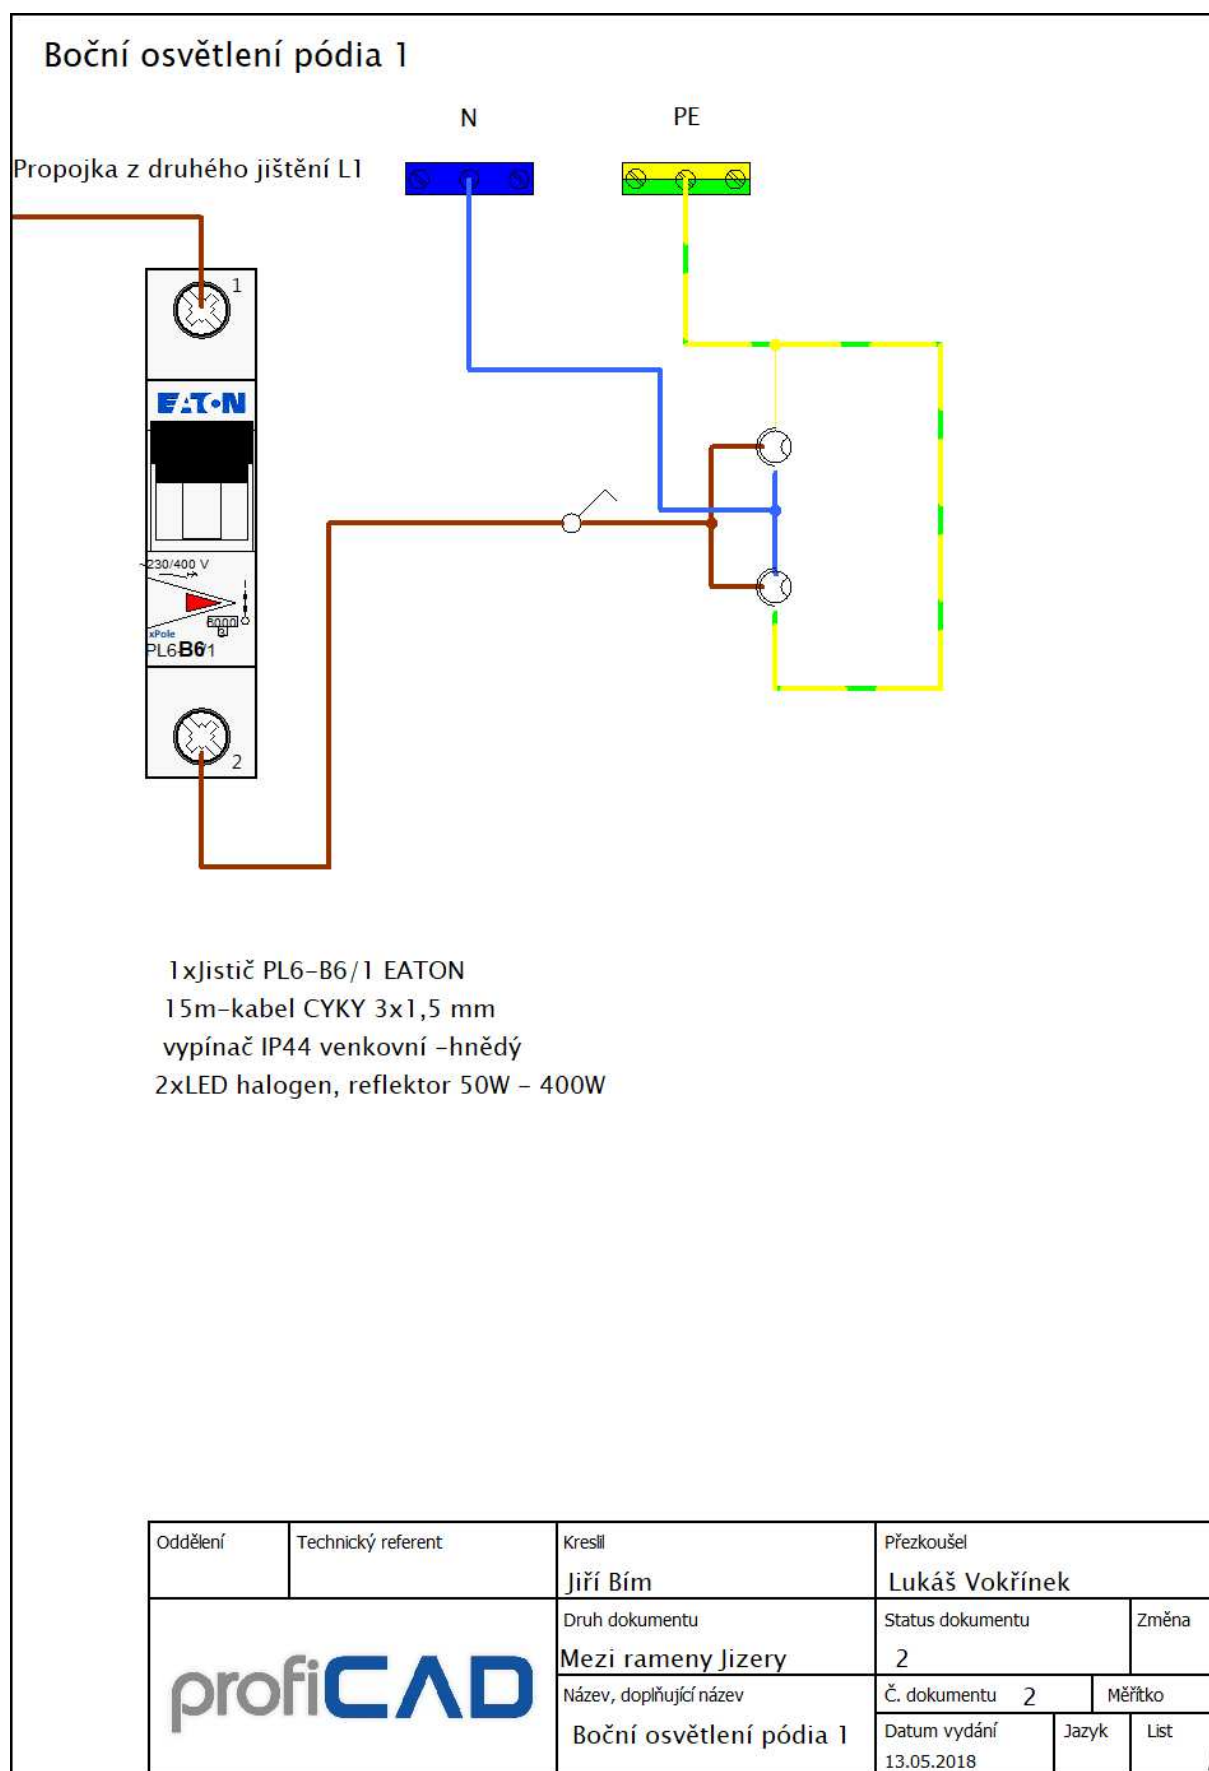 Boční osvětlení pódia 1
N
PE
Propojka z druhého jištění L1
1
EATON
~230/400 V
6000
3
xPole
PL6-B6/1
2
1xJistič PL6-B6/1 EATON
15m-kabel CYKY 3x1,5 mm
vypínač IP44 venkovní -hnědý
2xLED halogen, reflektor 50W - 400W
Oddělení
Technický referent
Kreslil
Přezkoušel
Jiří Bím
Lukáš Vokřínek
Druh dokumentu
Status dokumentu
Změna
Mezi rameny Jizery
2
profiCAD
Název, doplňující název
Č. dokumentu 2
Měřítko
Boční osvětlení pódia 1
Datum vydání
Jazyk
List
13.05.2018